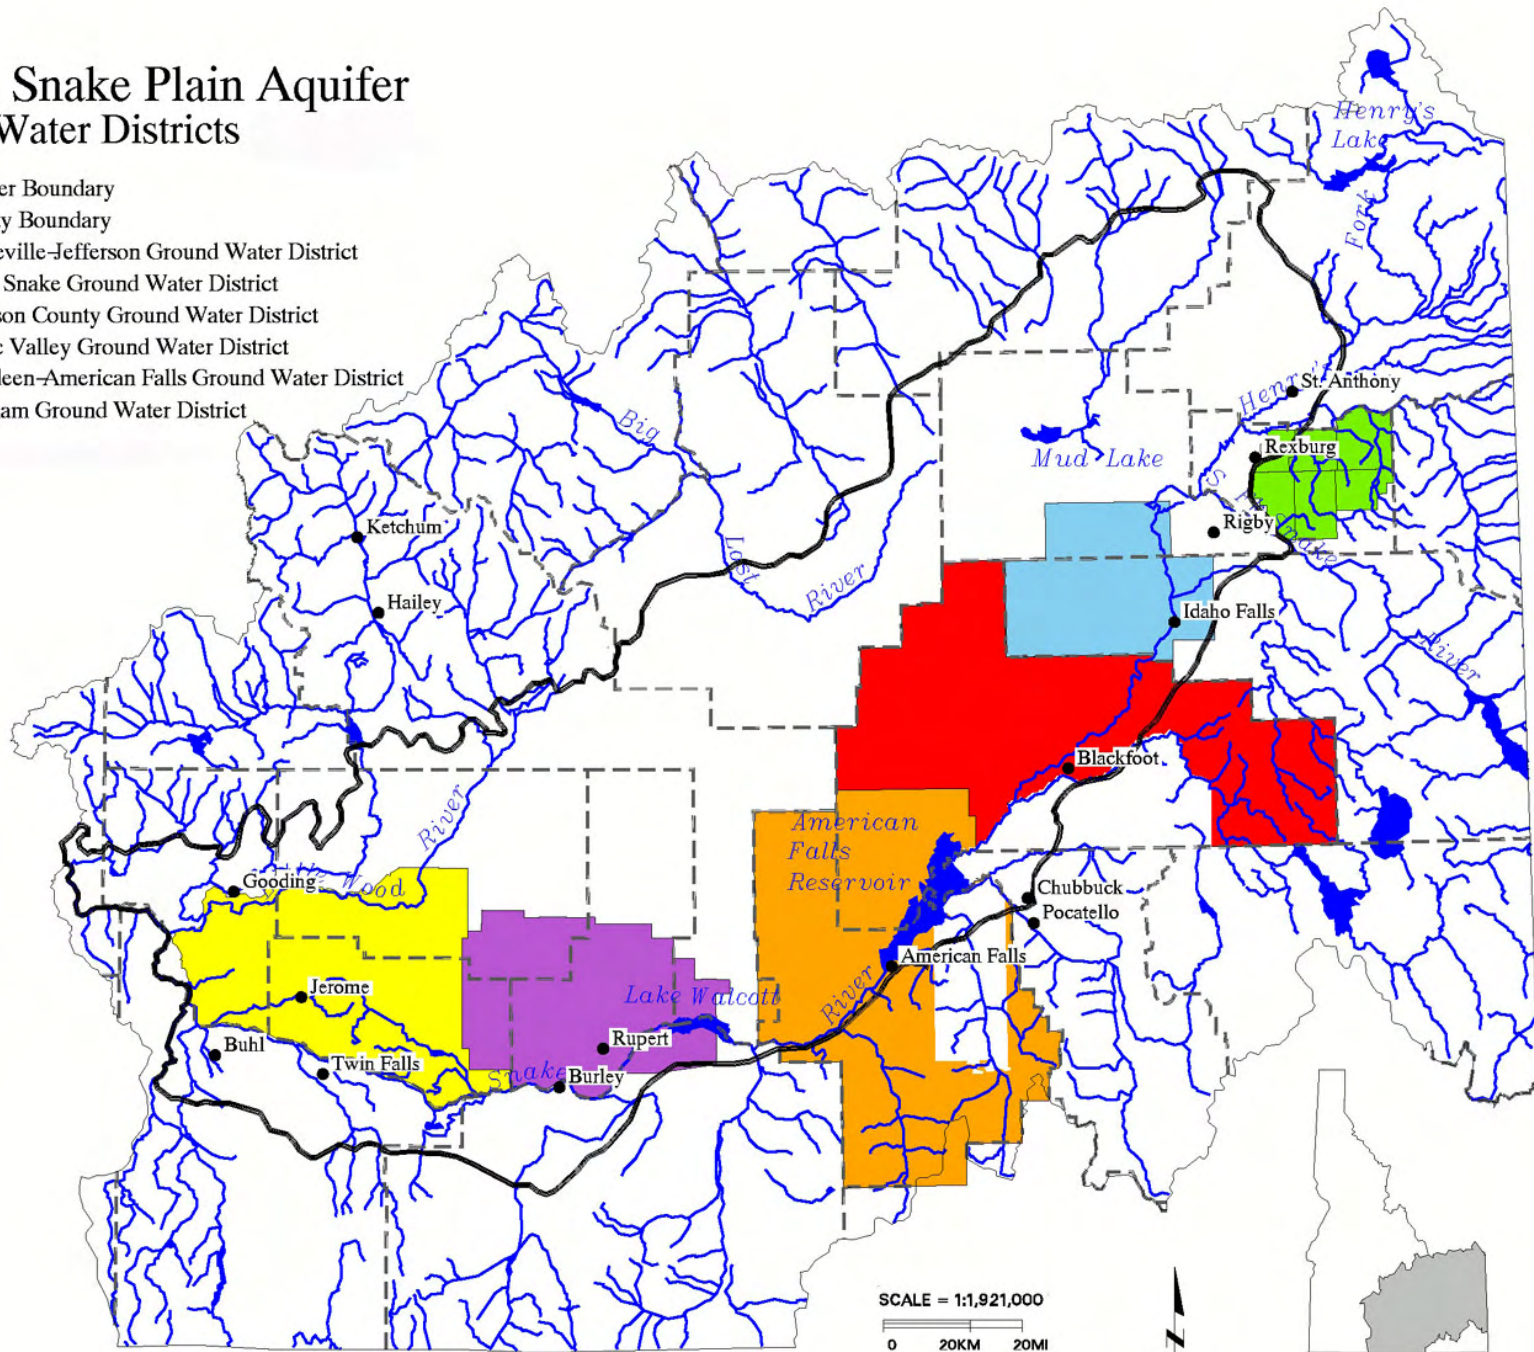 Snake Plain Aquifer
Water Districts
er Boundary
y Boundary
eville-Jefferson Ground Water District
Snake Ground Water District
son County Ground Water District
c Valley Ground Water District
leen-American Falls Ground Water District
am Ground Water District
Henry's
Lake
Fork
Henry's
St. Anthony
Big
Rexburg
Mud Lake
S
Ketchum
Rigby
Lost
Snake
River
Hailey
Idaho Falls
River
Blackfoot
River
American
Falls
Reservoir
Gooding
Little Wood
Chubbuck
Pocatello
American Falls
Jerome
Lake Walcott
River
Buhl
Rupert
Twin Falls
Snake
Burley
SCALE = 1:1,921,000
0 20KM 20MI
N